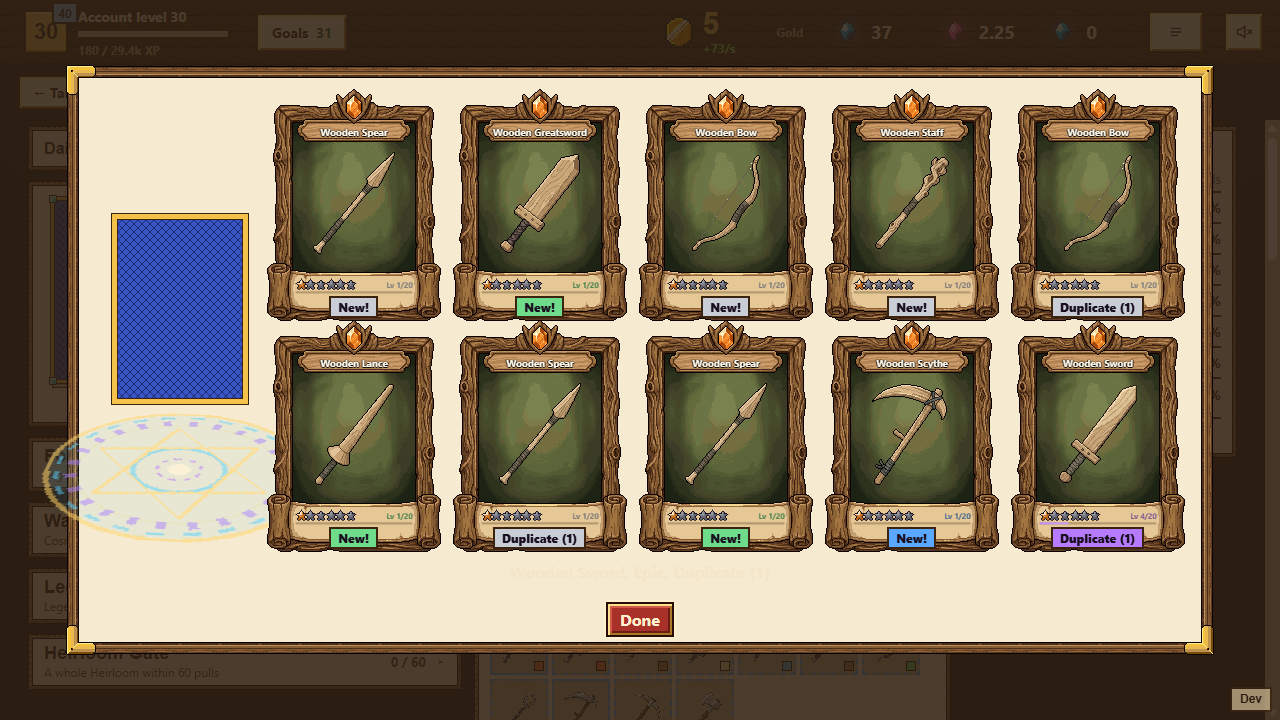 30
40
Account level 30
180 / 29.4k XP
Goals 31
5
+73/s
Gold
37
2.25
0
Wooden Spear
Lv 1/20
New!
Wooden Greatsword
Lv 1/20
New!
Wooden Bow
Lv 1/20
New!
Wooden Staff
Lv 1/20
New!
Wooden Bow
Lv 1/20
Duplicate (1)
Wooden Lance
Lv 1/20
New!
Wooden Spear
Lv 1/20
Duplicate (1)
Wooden Spear
Lv 1/20
New!
Wooden Scythe
Lv 1/20
New!
Wooden Sword
Lv 4/20
Duplicate (1)
Wooden Sword, Epic, Duplicate (1)
Done
Heirloom Gate
0 / 60
A whole Heirloom within 60 pulls
Dev